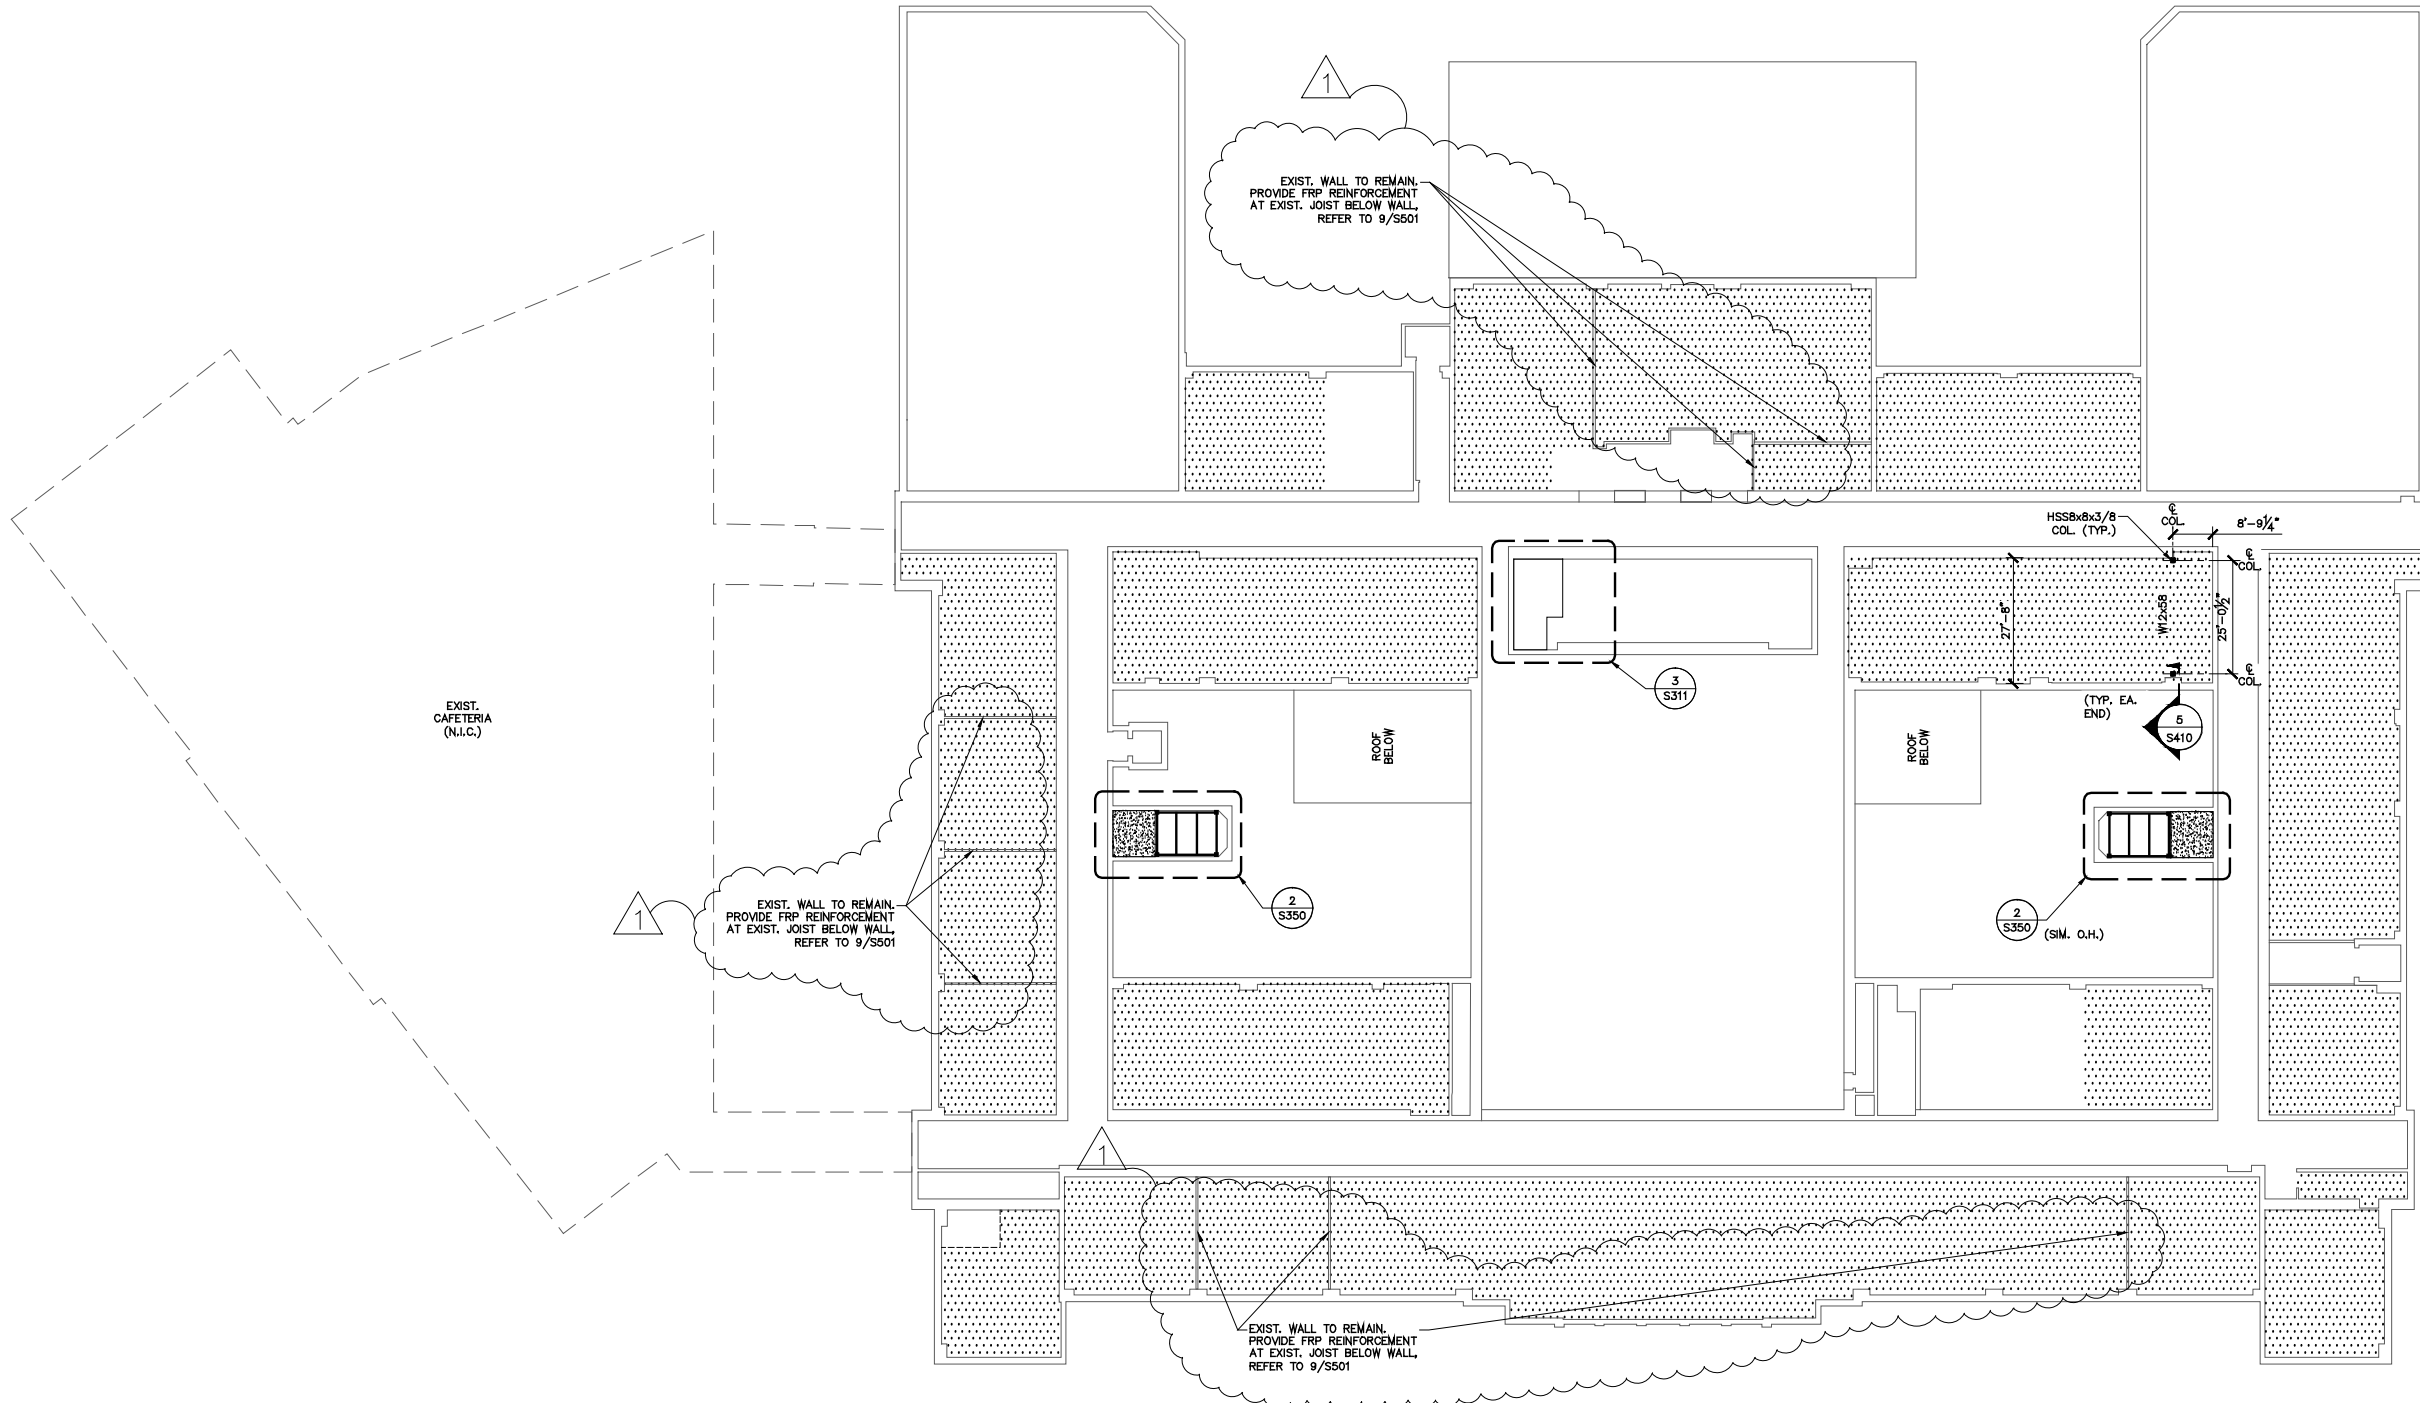 1
EXIST. WALL TO REMAIN.
PROVIDE FRP REINFORCEMENT
AT EXIST. JOIST BELOW WALL,
REFER TO 9/S501
HSS8x8x3/8
COL. (TYP.)
℄
COL.
8'-9¼"
℄
COL.
27'-8"
W12x58
25'-0½"
℄
COL.
(TYP. EA.
END)
5
S410
3
S311
EXIST.
CAFETERIA
(N.I.C.)
ROOF
BELOW
ROOF
BELOW
1
EXIST. WALL TO REMAIN.
PROVIDE FRP REINFORCEMENT
AT EXIST. JOIST BELOW WALL,
REFER TO 9/S501
2
S350
2
S350
(SIM. O.H.)
1
EXIST. WALL TO REMAIN.
PROVIDE FRP REINFORCEMENT
AT EXIST. JOIST BELOW WALL,
REFER TO 9/S501